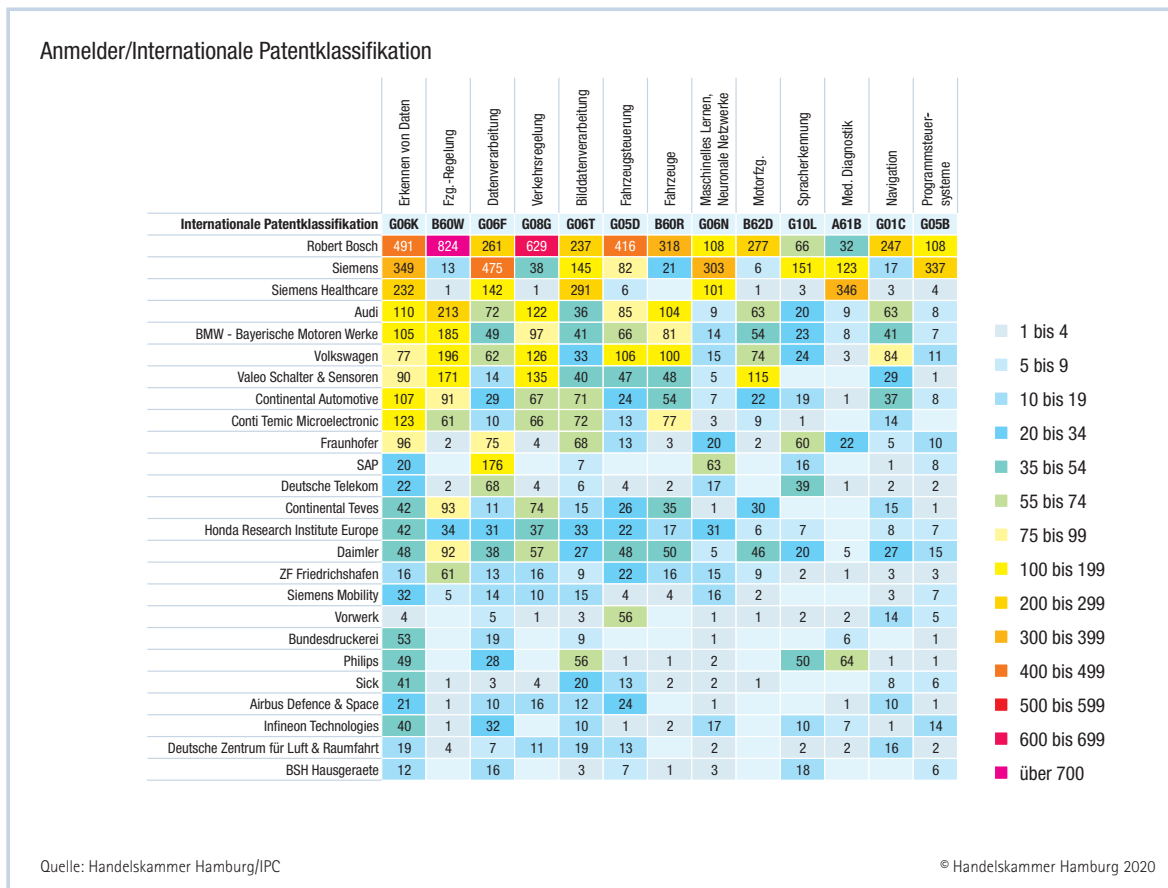 Anmelder/Internationale Patentklassifikation
Erkennen von Daten
Fzg.-Regelung
Datenverarbeitung
Verkehrsregelung
Bilddatenverarbeitung
Fahrzeugsteuerung
Fahrzeuge
Maschinelles Lernen,
Neuronale Netzwerke
Motorfzg.
Spracherkennung
Med. Diagnostik
Navigation
Programmsteuer-
systeme
Internationale Patentklassifikation G06K B60W G06F G08G G06T G05D B60R G06N B62D G10L A61B G01C G05B
Robert Bosch 491 824 261 629 237 416 318 108 277 66 32 247 108
Siemens 349 13 475 38 145 82 21 303 6 151 123 17 337
Siemens Healthcare 232 1 142 1 291 6 101 1 3 346 3 4
Audi 110 213 72 122 36 85 104 9 63 20 9 63 8
BMW - Bayerische Motoren Werke 105 185 49 97 41 66 81 14 54 23 8 41 7
Volkswagen 77 196 62 126 33 106 100 15 74 24 3 84 11
Valeo Schalter & Sensoren 90 171 14 135 40 47 48 5 115 29 1
Continental Automotive 107 91 29 67 71 24 54 7 22 19 1 37 8
Conti Temic Microelectronic 123 61 10 66 72 13 77 3 9 1 14
Fraunhofer 96 2 75 4 68 13 3 20 2 60 22 5 10
SAP 20 176 7 63 16 1 8
Deutsche Telekom 22 2 68 4 6 4 2 17 39 1 2 2
Continental Teves 42 93 11 74 15 26 35 1 30 15 1
Honda Research Institute Europe 42 34 31 37 33 22 17 31 6 7 8 7
Daimler 48 92 38 57 27 48 50 5 46 20 5 27 15
ZF Friedrichshafen 16 61 13 16 9 22 16 15 9 2 1 3 3
Siemens Mobility 32 5 14 10 15 4 4 16 2 3 7
Vorwerk 4 5 1 3 56 1 1 2 2 14 5
Bundesdruckerei 53 19 9 1 6 1
Philips 49 28 56 1 1 2 50 64 1 1
Sick 41 1 3 4 20 13 2 2 1 8 6
Airbus Defence & Space 21 1 10 16 12 24 1 1 10 1
Infineon Technologies 40 1 32 10 1 2 17 10 7 1 14
Deutsche Zentrum für Luft & Raumfahrt 19 4 7 11 19 13 2 2 2 16 2
BSH Hausgeraete 12 16 3 7 1 3 18 6
1 bis 4
5 bis 9
10 bis 19
20 bis 34
35 bis 54
55 bis 74
75 bis 99
100 bis 199
200 bis 299
300 bis 399
400 bis 499
500 bis 599
600 bis 699
über 700
Quelle: Handelskammer Hamburg/IPC
© Handelskammer Hamburg 2020